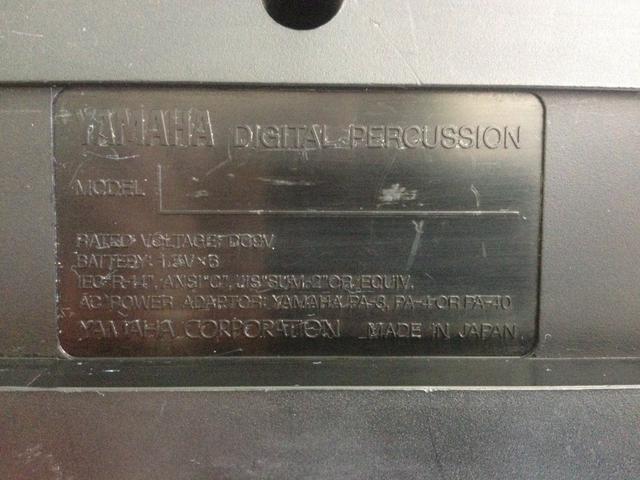 YAMAHA DIGITAL PERCUSSION
MODEL
RATED VOLTAGE: DC9V
BATTERY: 1.5V×6
IEC"R-14", ANSI"C", JIS"SUM-2"OR EQUIV.
AC POWER ADAPTOR: YAMAHA PA-3, PA-4 OR PA-40
YAMAHA CORPORATION MADE IN JAPAN